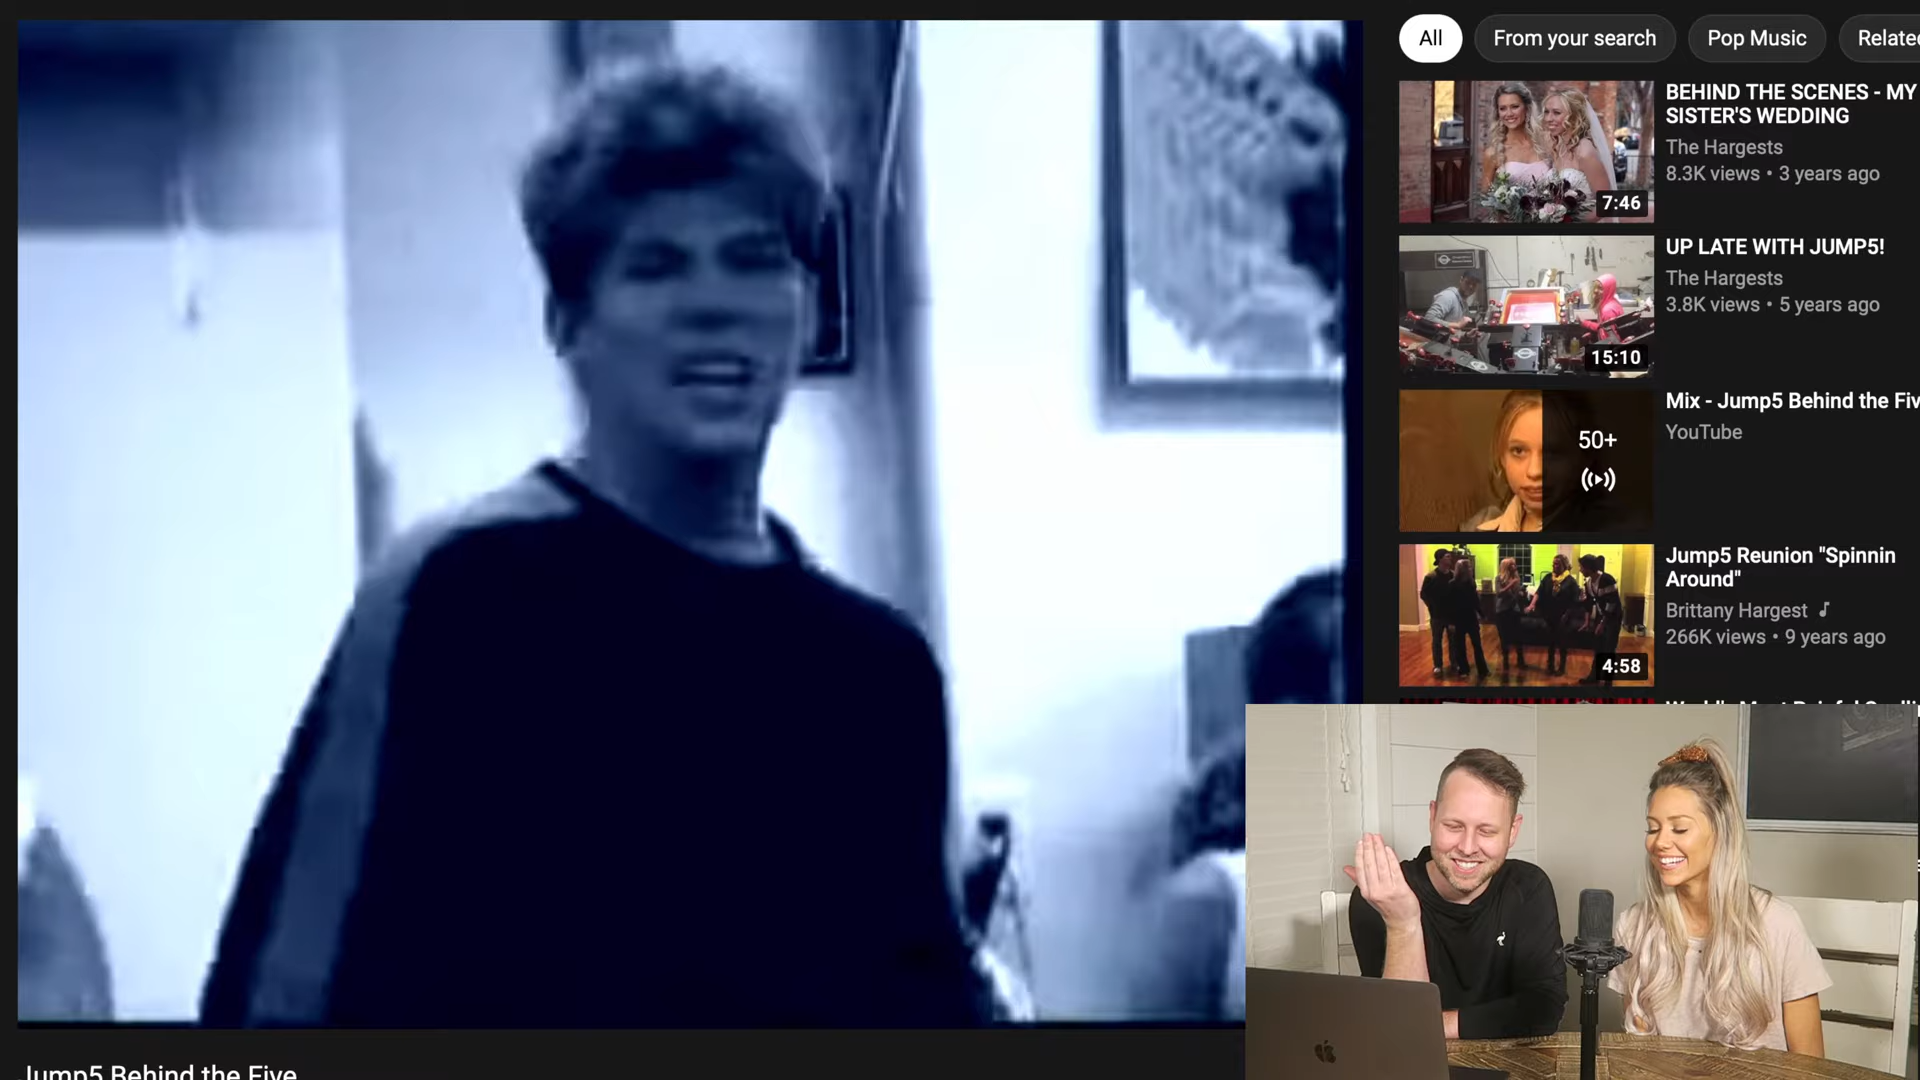 All
From your search
Pop Music
Related
BEHIND THE SCENES - MY
SISTER'S WEDDING
The Hargests
8.3K views • 3 years ago
7:46
UP LATE WITH JUMP5!
The Hargests
3.8K views • 5 years ago
15:10
Mix - Jump5 Behind the Fiv
YouTube
50+
Jump5 Reunion "Spinnin
Around"
Brittany Hargest
266K views • 9 years ago
4:58
Jump5 Behind the Five